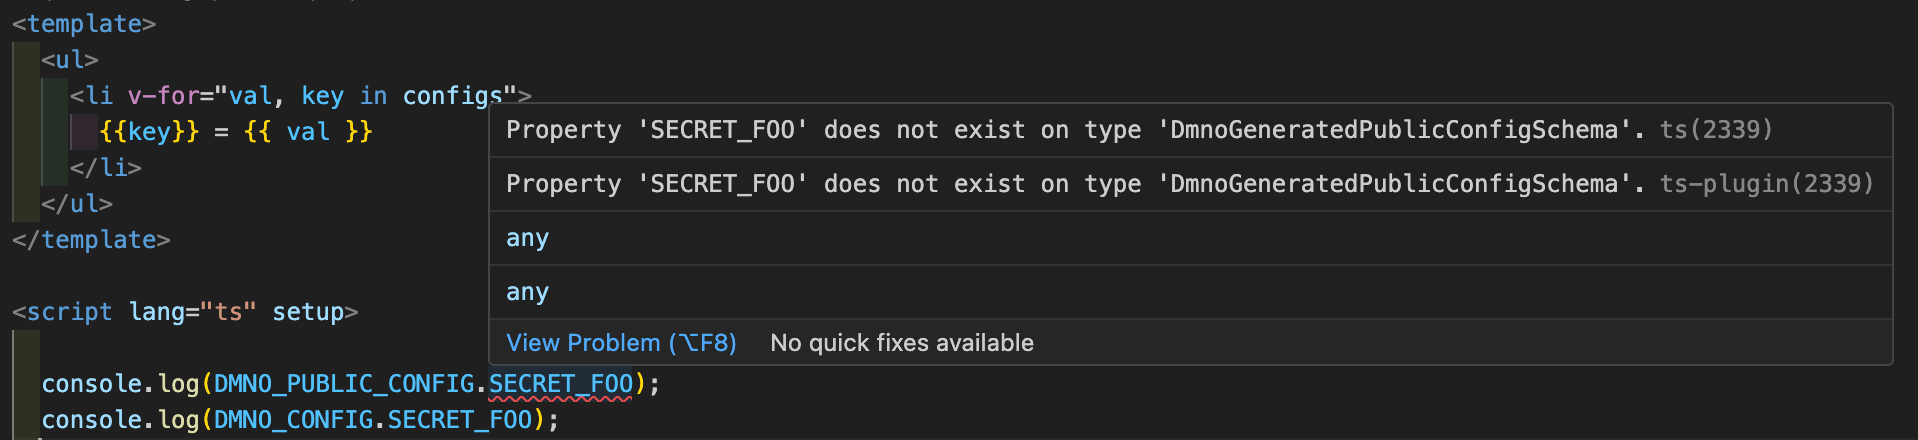 <template>
<ul>
<li v-for="val, key in configs">
{{key}} = {{ val }}
</li>
</ul>
</template>
<script lang="ts" setup>
console.log(DMNO_PUBLIC_CONFIG.SECRET_FOO);
console.log(DMNO_CONFIG.SECRET_FOO);
Property 'SECRET_FOO' does not exist on type 'DmnoGeneratedPublicConfigSchema'. ts(2339)
Property 'SECRET_FOO' does not exist on type 'DmnoGeneratedPublicConfigSchema'. ts-plugin(2339)
any
any
View Problem (⌥F8) No quick fixes available